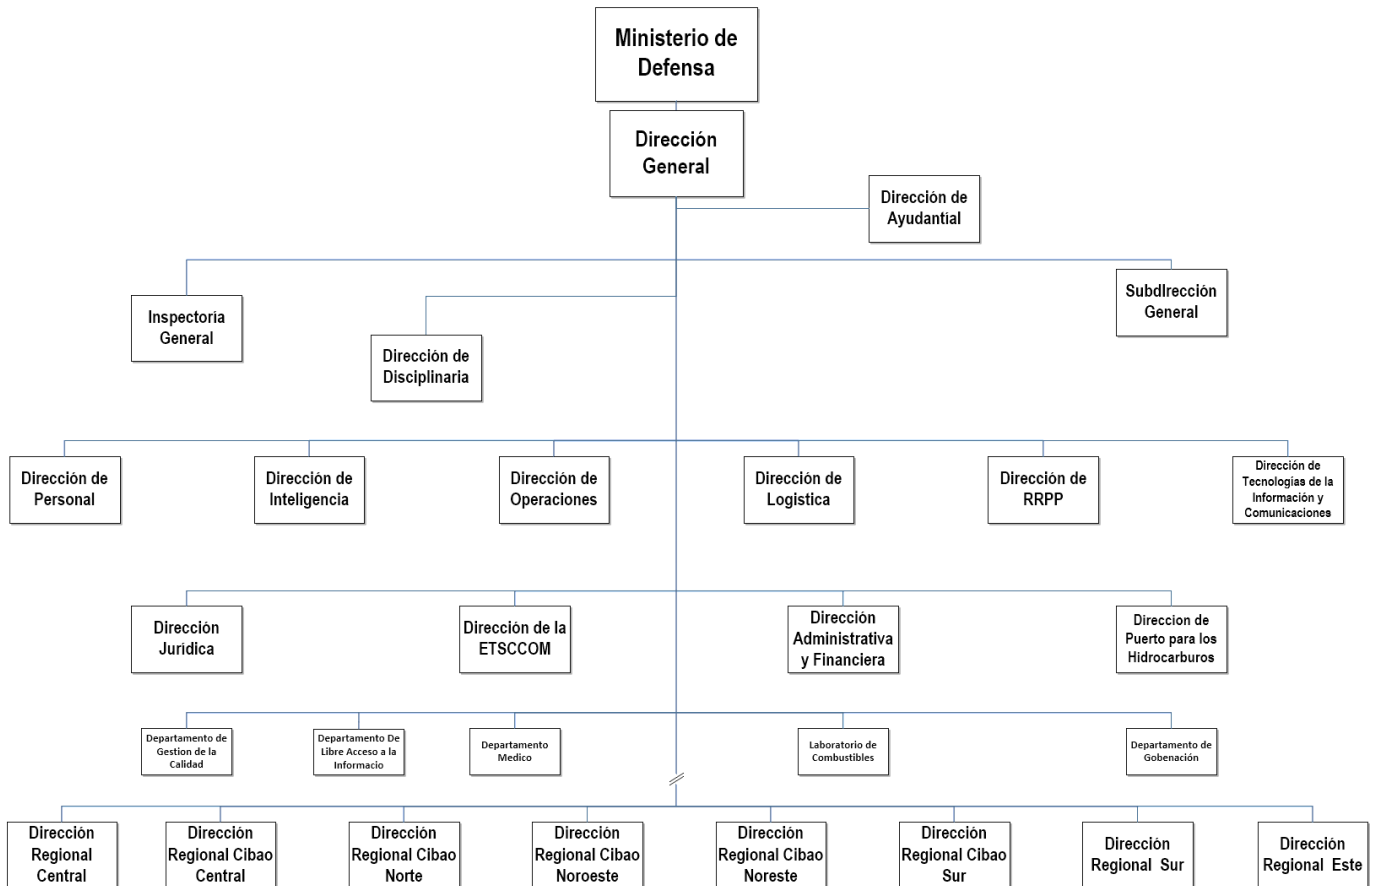 Ministerio de
Defensa
Dirección
General
Dirección de
Ayudantíal
Inspectoría
General
Dirección de
Disciplinaria
SubdIrección
General
Dirección de
Personal
Dirección de
Inteligencia
Dirección de
Operaciones
Dirección de
Logistica
Dirección de
RRPP
Dirección de
Tecnologías de la
Información y
Comunicaciones
Dirección
Jurídica
Dirección de la
ETSCCOM
Dirección
Administrativa
y Financiera
Direccion de
Puerto para los
Hidrocarburos
Departamento de
Gestion de la
Calidad
Departamento De
Libre Acceso a la
Informacio
Departamento
Medico
Laboratorio de
Combustibles
Departamento de
Gobenación
Dirección
Regional
Central
Dirección
Regional Cibao
Central
Dirección
Regional Cibao
Norte
Dirección
Regional Cibao
Noroeste
Dirección
Regional Cibao
Noreste
Dirección
Regional Cibao
Sur
Dirección
Regional Sur
Dirección
Regional Este